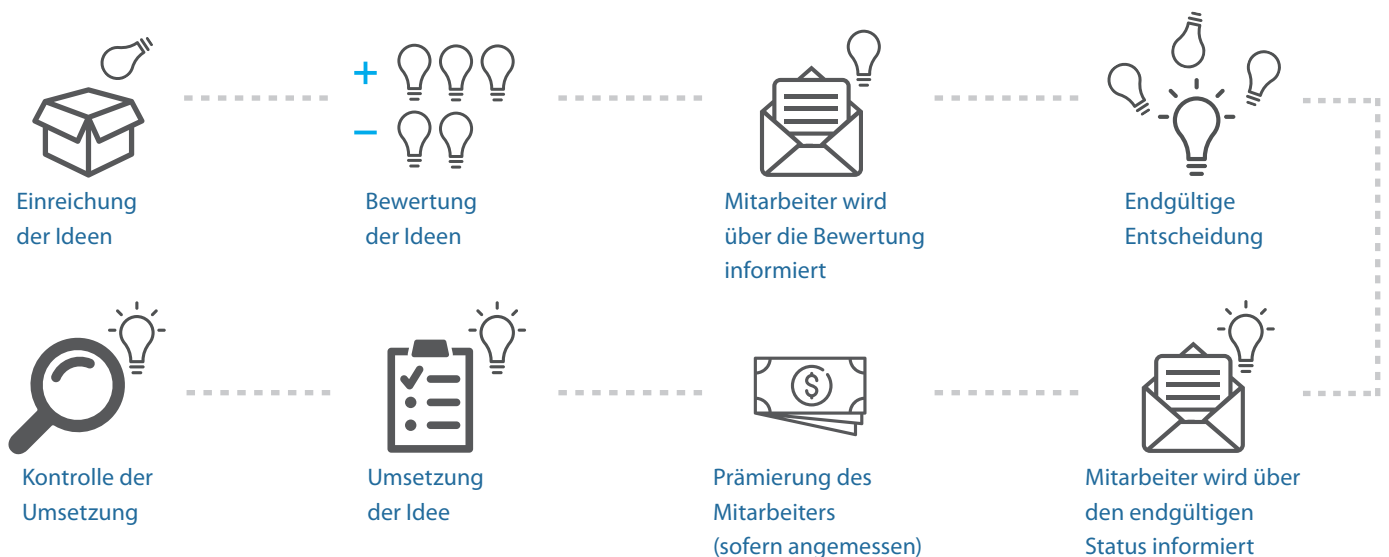 +
−
Einreichung
der Ideen
Bewertung
der Ideen
Mitarbeiter wird
über die Bewertung
informiert
Endgültige
Entscheidung
$
Mitarbeiter wird über
den endgültigen
Status informiert
Prämierung des
Mitarbeiters
(sofern angemessen)
Umsetzung
der Idee
Kontrolle der
Umsetzung